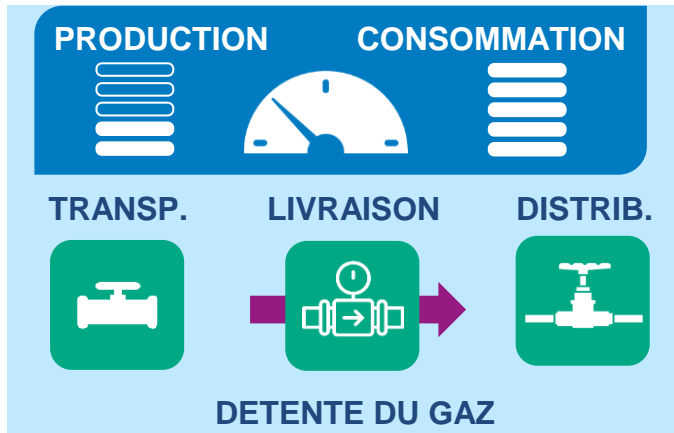 PRODUCTION CONSOMMATION
TRANSP. LIVRAISON DISTRIB.
DETENTE DU GAZ